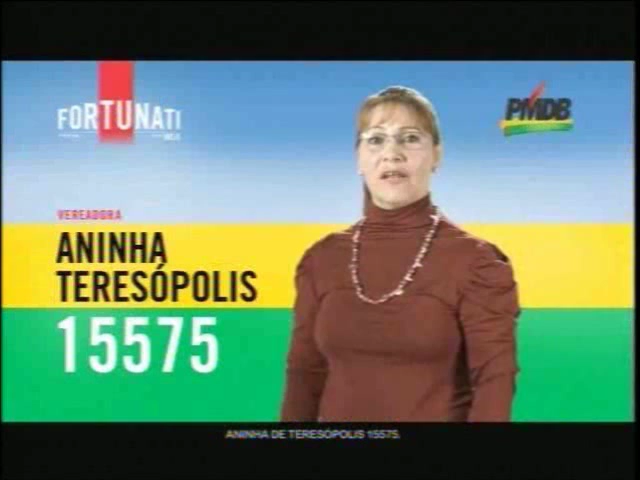 FORTUNATI
PMDB
VEREADORA
ANINHA
TERESÓPOLIS
15575
ANINHA DE TERESÓPOLIS 15575.